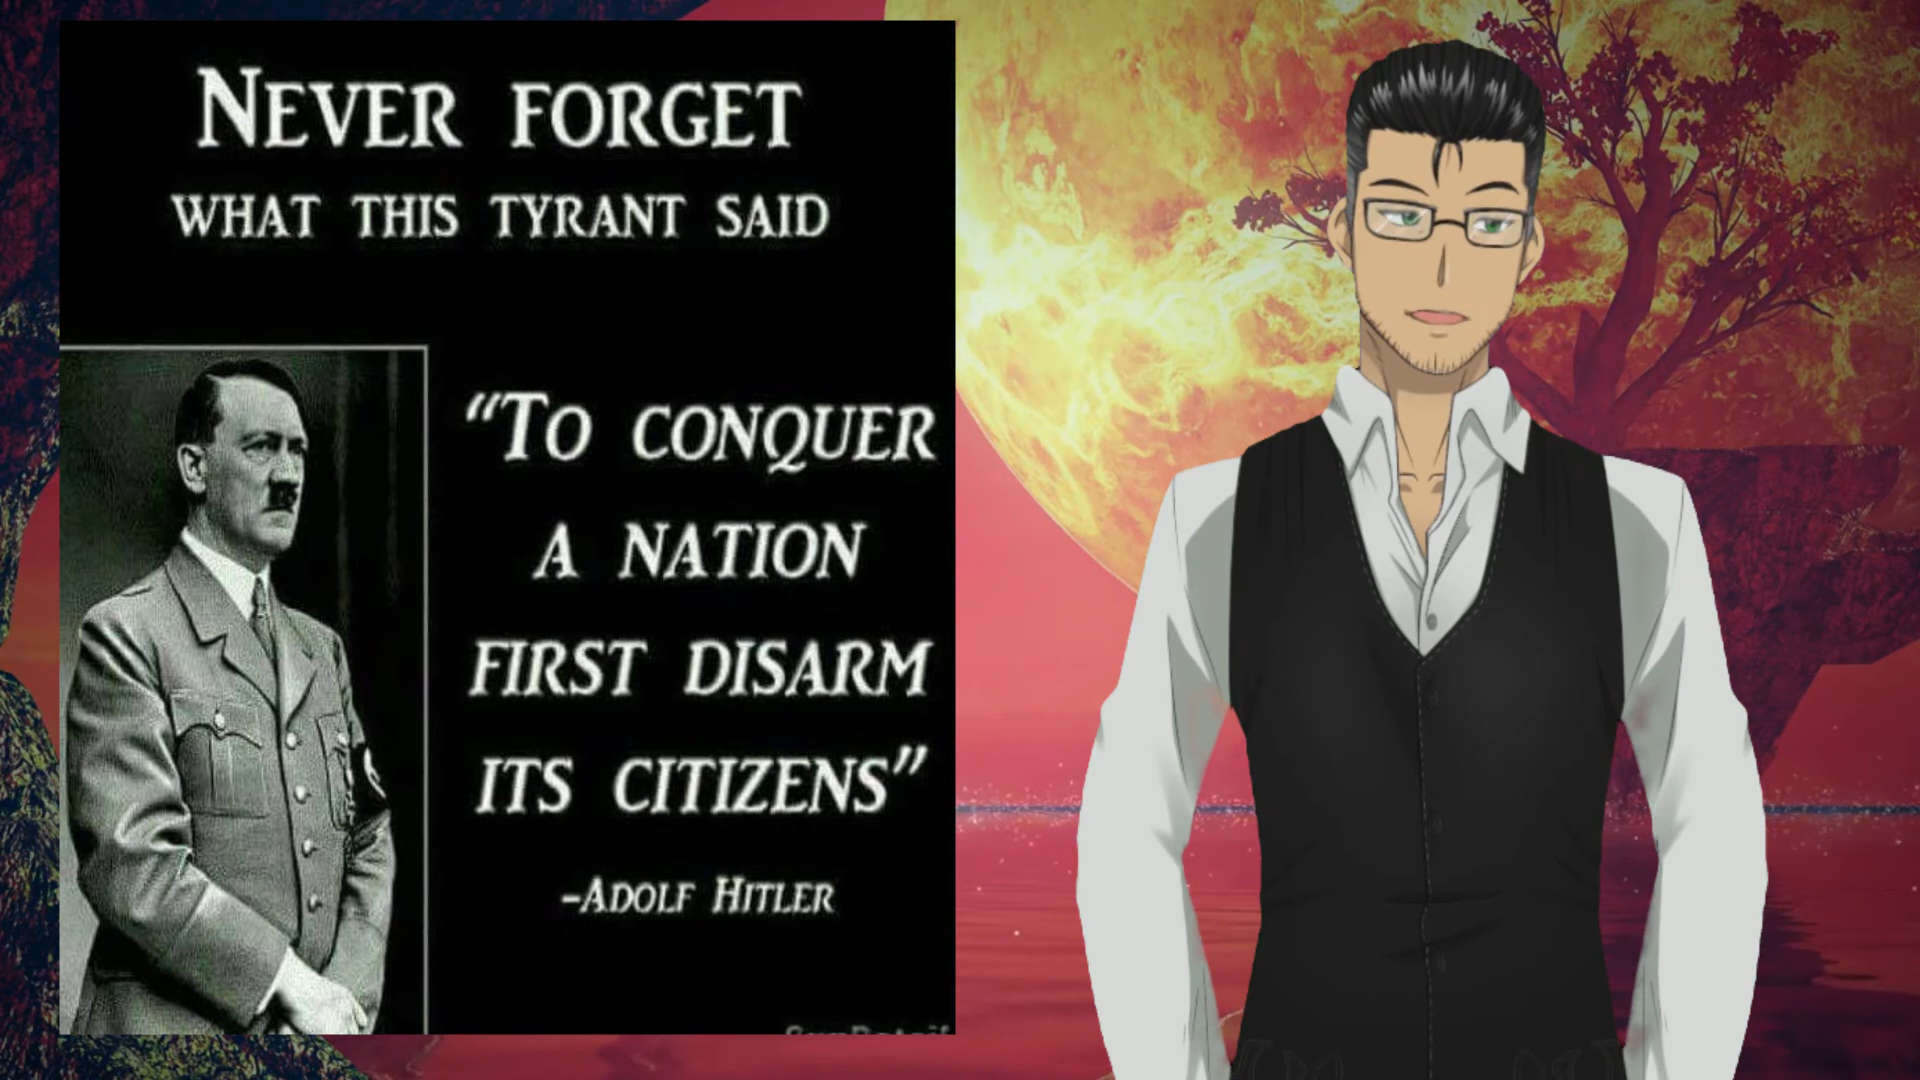 NEVER FORGET
WHAT THIS TYRANT SAID
“TO CONQUER
A NATION
FIRST DISARM
ITS CITIZENS”
-ADOLF HITLER